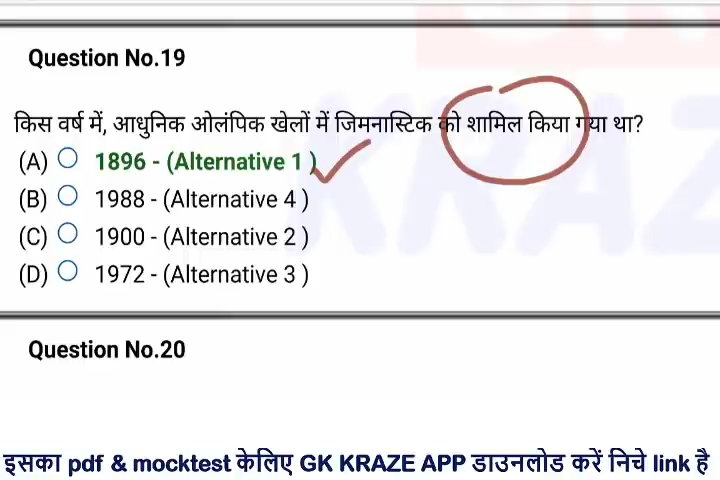 Question No.19
किस वर्ष में, आधुनिक ओलंपिक खेलों में जिमनास्टिक को शामिल किया गया था?
(A) 1896 - (Alternative 1 )
(B) 1988 - (Alternative 4 )
(C) 1900 - (Alternative 2 )
(D) 1972 - (Alternative 3 )
KRAZ
Question No.20
इसका pdf & mocktest केलिए GK KRAZE APP डाउनलोड करें निचे link है